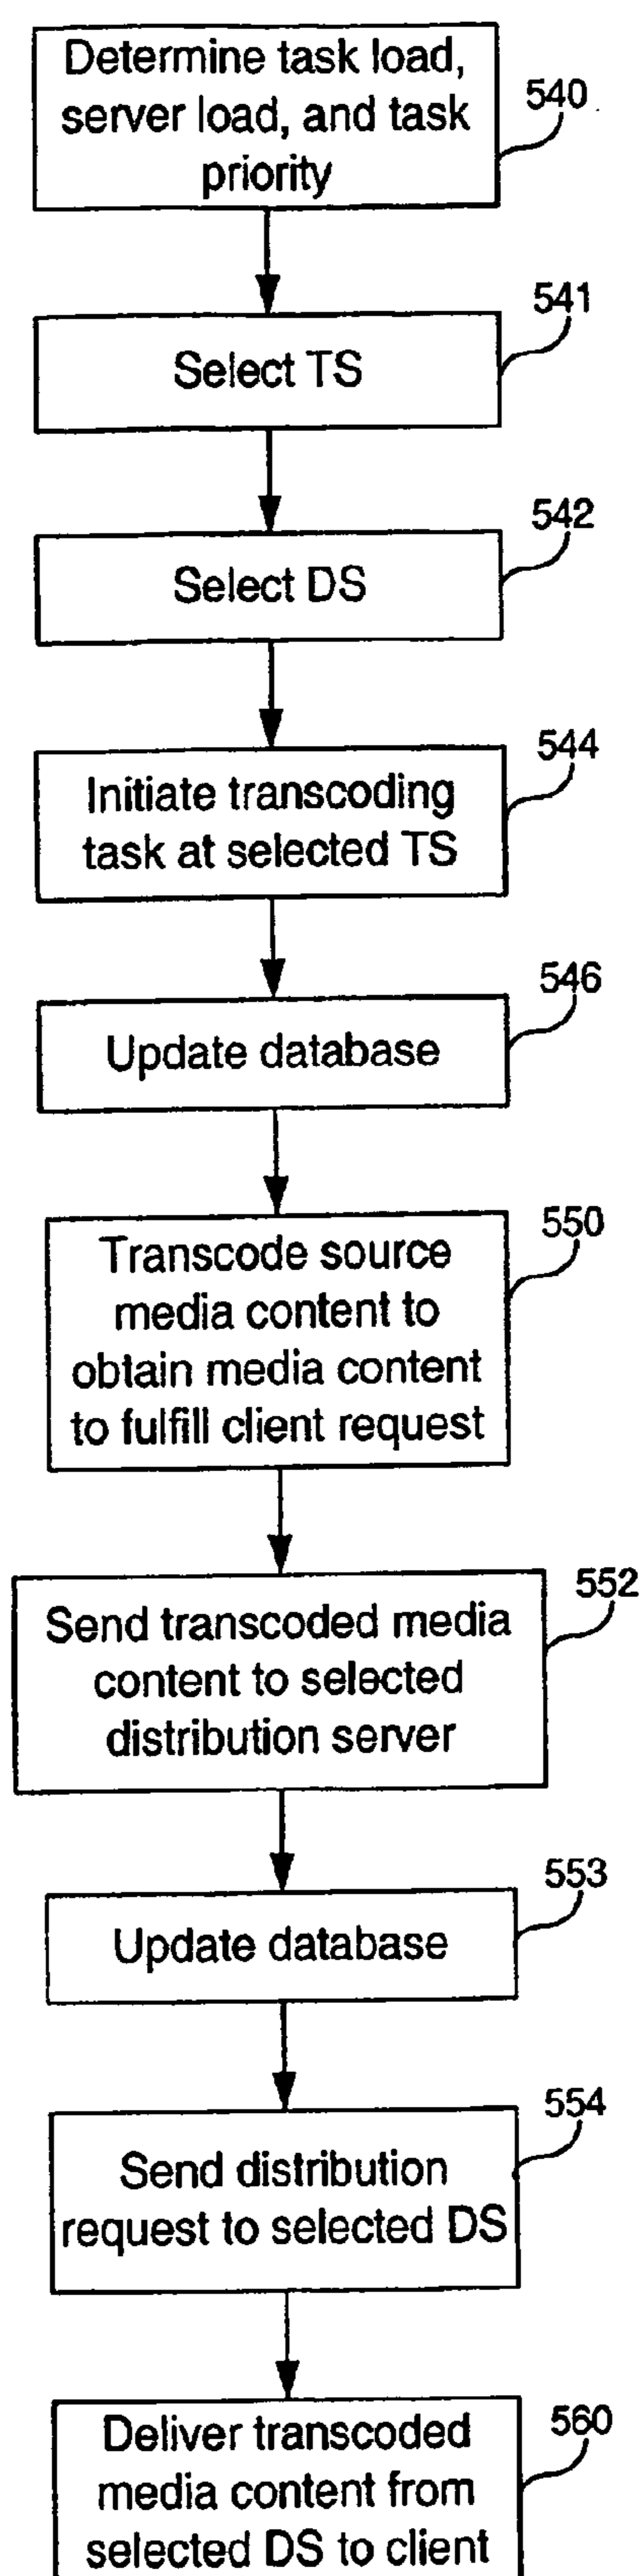 Determine task load,
server load, and task
priority
540
541
Select TS
542
Select DS
544
Initiate transcoding
task at selected TS
546
Update database
550
Transcode source
media content to
obtain media content
to fulfill client request
552
Send transcoded media
content to selected
distribution server
553
Update database
554
Send distribution
request to selected DS
560
Deliver transcoded
media content from
selected DS to client